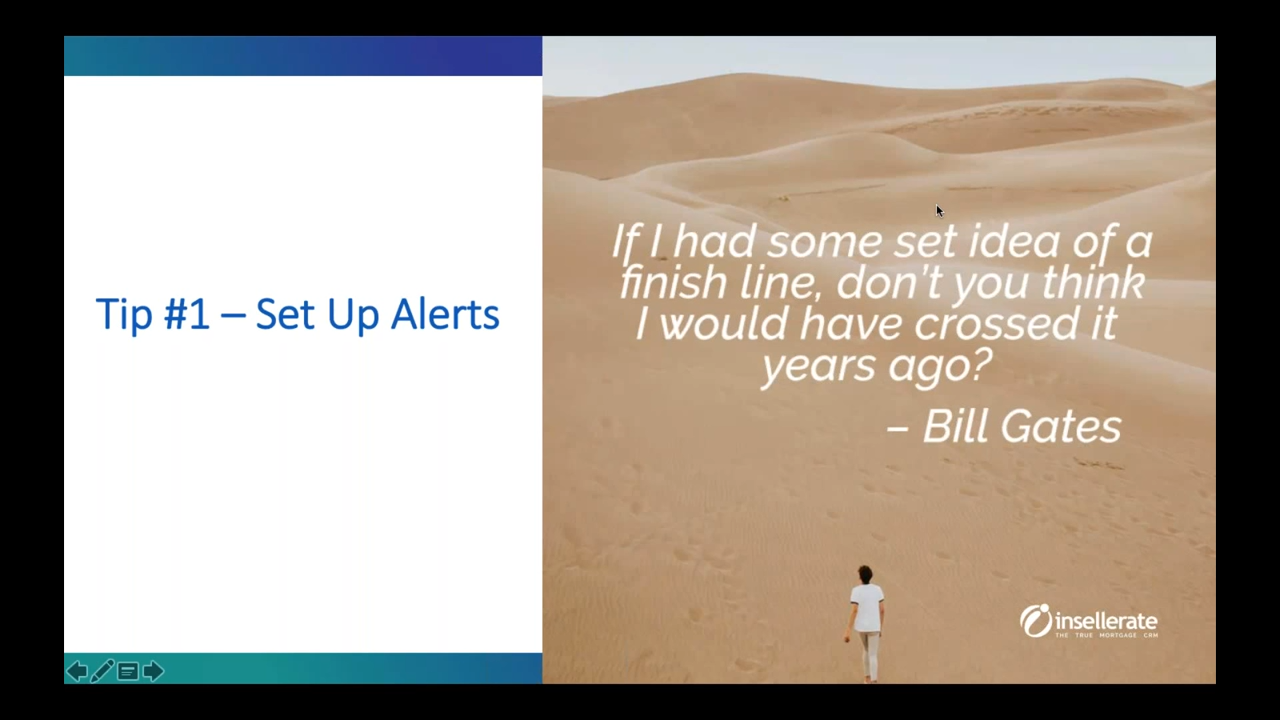 Tip #1 – Set Up Alerts
If I had some set idea of a
finish line, don't you think
I would have crossed it
years ago?
– Bill Gates
insellerate
THE TRUE MORTGAGE CRM